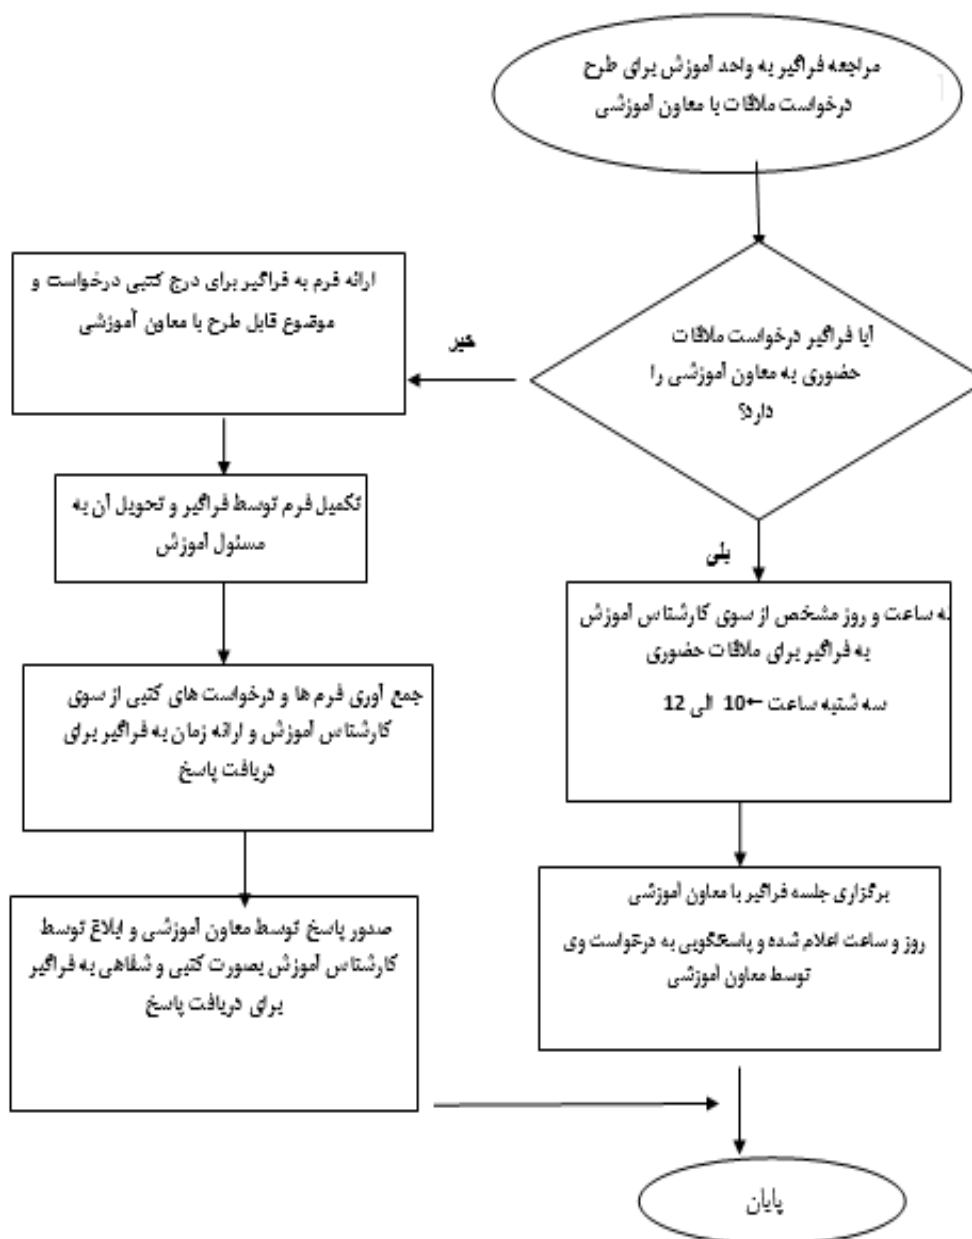 مراجعه فراگیر به واحد آموزش برای طرح
درخواست ملاقات با معاون آموزشی
آیا فراگیر درخواست ملاقات
حضوری به معاون آموزشی را
دارد؟
خیر
ارائه فرم به فراگیر برای درج کتبی درخواست و
موضوع قابل طرح با معاون آموزشی
تکمیل فرم توسط فراگیر و تحویل آن به
مسئول آموزش
جمع آوری فرم ها و درخواست های کتبی از سوی
کارشناس آموزش و ارائه زمان به فراگیر برای
دریافت پاسخ
صدور پاسخ توسط معاون آموزشی و ابلاغ توسط
کارشناس آموزش بصورت کتبی و شفاهی به فراگیر
برای دریافت پاسخ
بلی
ساعت و روز مشخص از سوی کارشناس آموزش
به فراگیر برای ملاقات حضوری
سه شنبه ساعت ←10 الی 12
برگزاری جلسه فراگیر با معاون آموزشی
روز و ساعت اعلام شده و پاسخگویی به درخواست وی
توسط معاون آموزشی
پایان